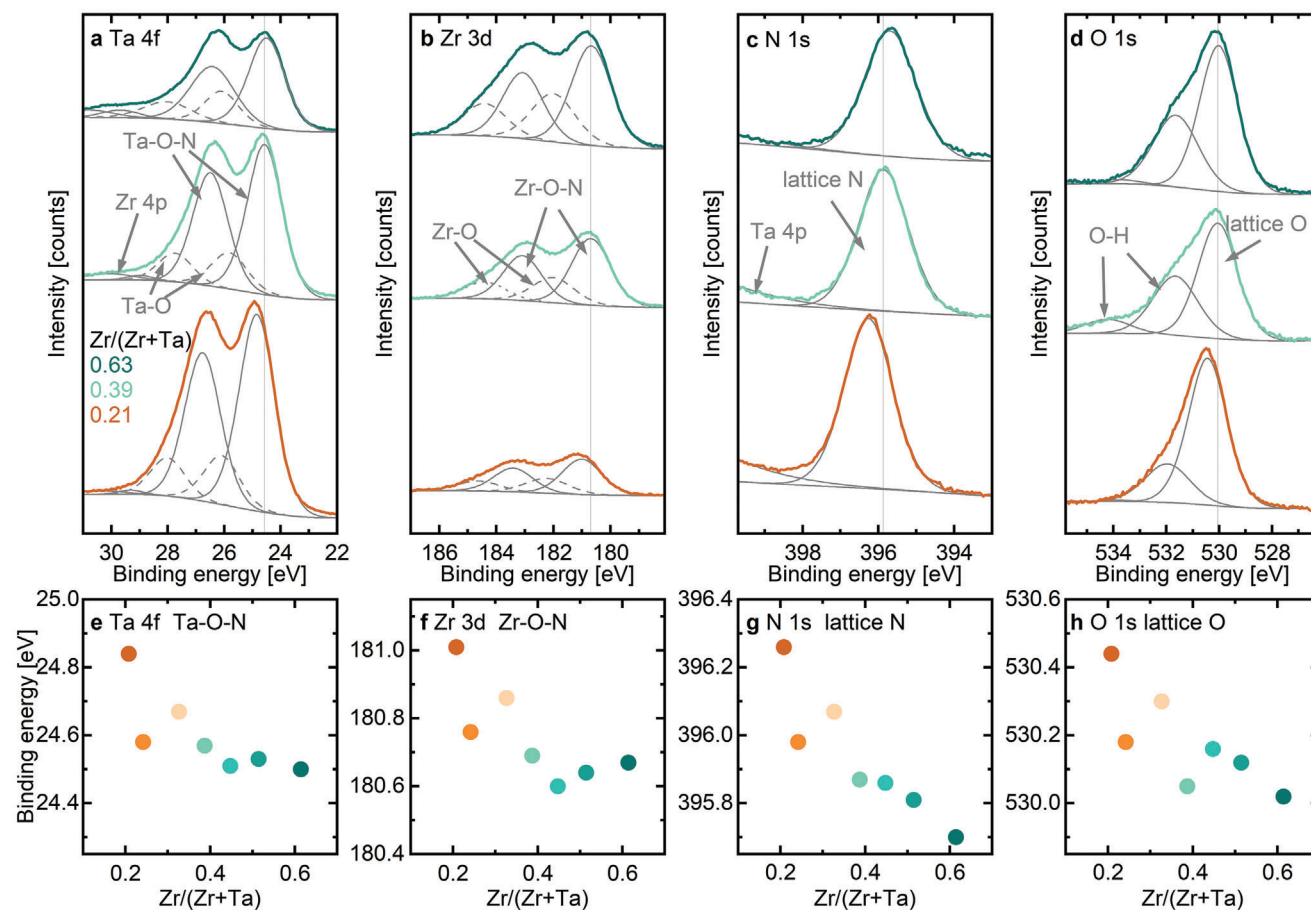 a Ta 4f
b Zr 3d
c N 1s
d O 1s
Intensity [counts]
Intensity [counts]
Intensity [counts]
Intensity [counts]
Ta-O-N
Zr 4p
Ta-O
Zr-O-N
Zr-O
lattice N
Ta 4p
O-H
lattice O
Zr/(Zr+Ta)
0.63
0.39
0.21
30 28 26 24 22
186 184 182 180
398 396 394
534 532 530 528
Binding energy [eV]
Binding energy [eV]
Binding energy [eV]
Binding energy [eV]
e Ta 4f Ta-O-N
f Zr 3d Zr-O-N
g N 1s lattice N
h O 1s lattice O
Binding energy [eV]
25.0
24.8
24.6
24.4
181.0
180.8
180.6
180.4
396.4
396.2
396.0
395.8
530.6
530.4
530.2
530.0
0.2 0.4 0.6
0.2 0.4 0.6
0.2 0.4 0.6
0.2 0.4 0.6
Zr/(Zr+Ta)
Zr/(Zr+Ta)
Zr/(Zr+Ta)
Zr/(Zr+Ta)